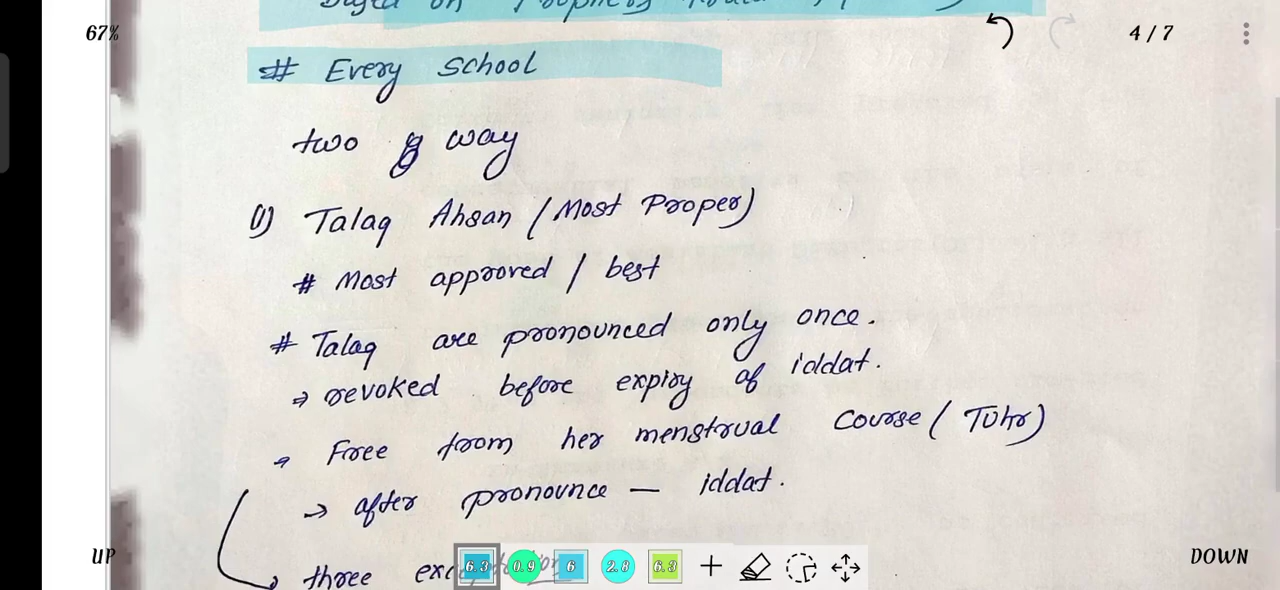 67%
4/7
# Every School
two way
(i) Talaq Ahsan / (Most Proper)
# Most approved / best
# Talaq are pronounced only once.
→ revoked before expiry of iddat.
→ Free from her menstrual course ( Tuhr)
→ after pronounce — iddat.
→ three
6.3 0.9 6 2.8 6.3
UP
DOWN